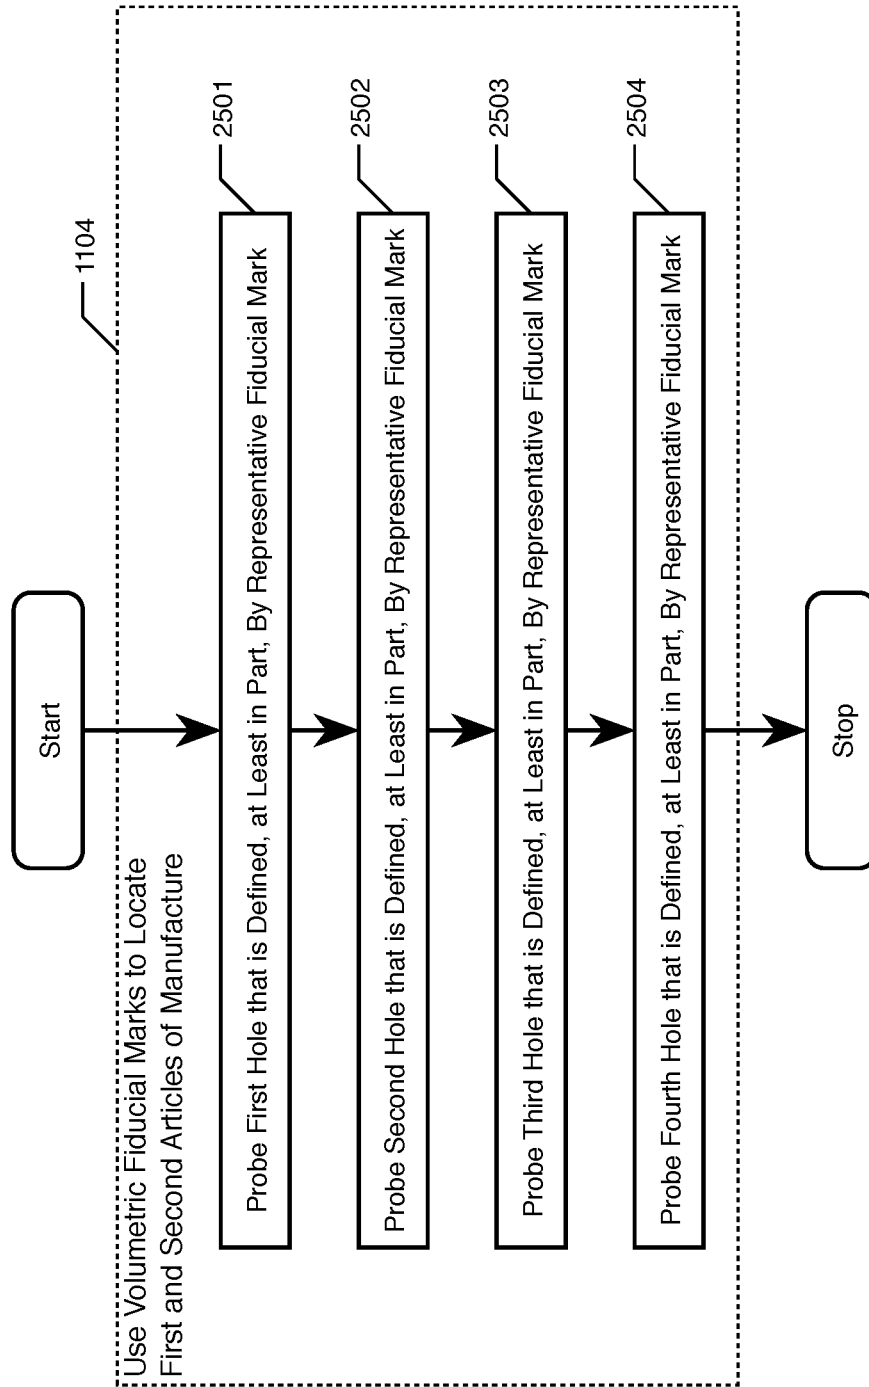 Start
1104
Use Volumetric Fiducial Marks to Locate
First and Second Articles of Manufacture
2501
Probe First Hole that is Defined, at Least in Part, By Representative Fiducial Mark
2502
Probe Second Hole that is Defined, at Least in Part, By Representative Fiducial Mark
2503
Probe Third Hole that is Defined, at Least in Part, By Representative Fiducial Mark
2504
Probe Fourth Hole that is Defined, at Least in Part, By Representative Fiducial Mark
Stop